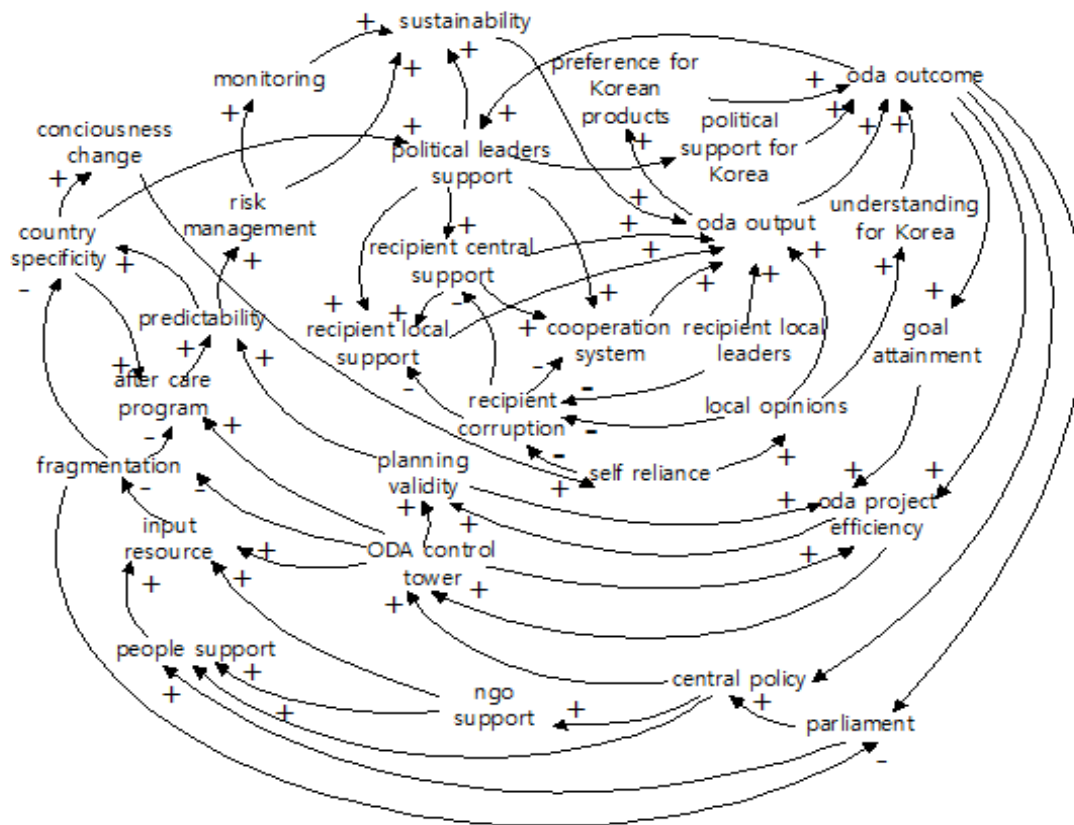 sustainability
monitoring
preference for
Korean
products
oda outcome
conciousness
change
political leaders
support
political
support for
Korea
risk
management
country
specificity
oda output
understanding
for Korea
recipient central
support
predictability
recipient local
support
cooperation
system
recipient local
leaders
goal
attainment
after care
program
recipient
corruption
local opinions
fragmentation
planning
validity
self reliance
oda project
efficiency
input
resource
ODA control
tower
people support
ngo
support
central policy
parliament